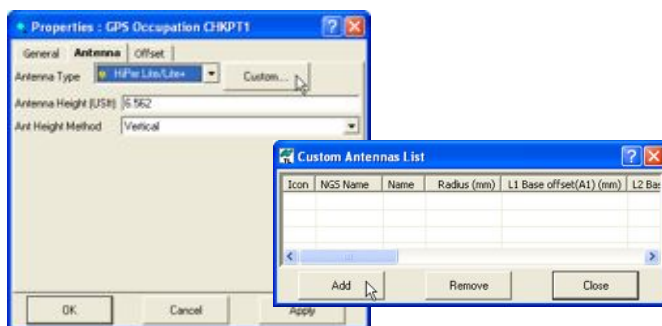 Properties : GPS Occupation CHKPT1
General Antenna Offset
Antenna Type HiPer Lite/Lite+ Custom...
Antenna Height (USft) 6.562
Ant Height Method Vertical
OK Cancel Apply
Custom Antennas List
Icon NGS Name Name Radius (mm) L1 Base offset(A1) (mm) L2 Bas
Add Remove Close